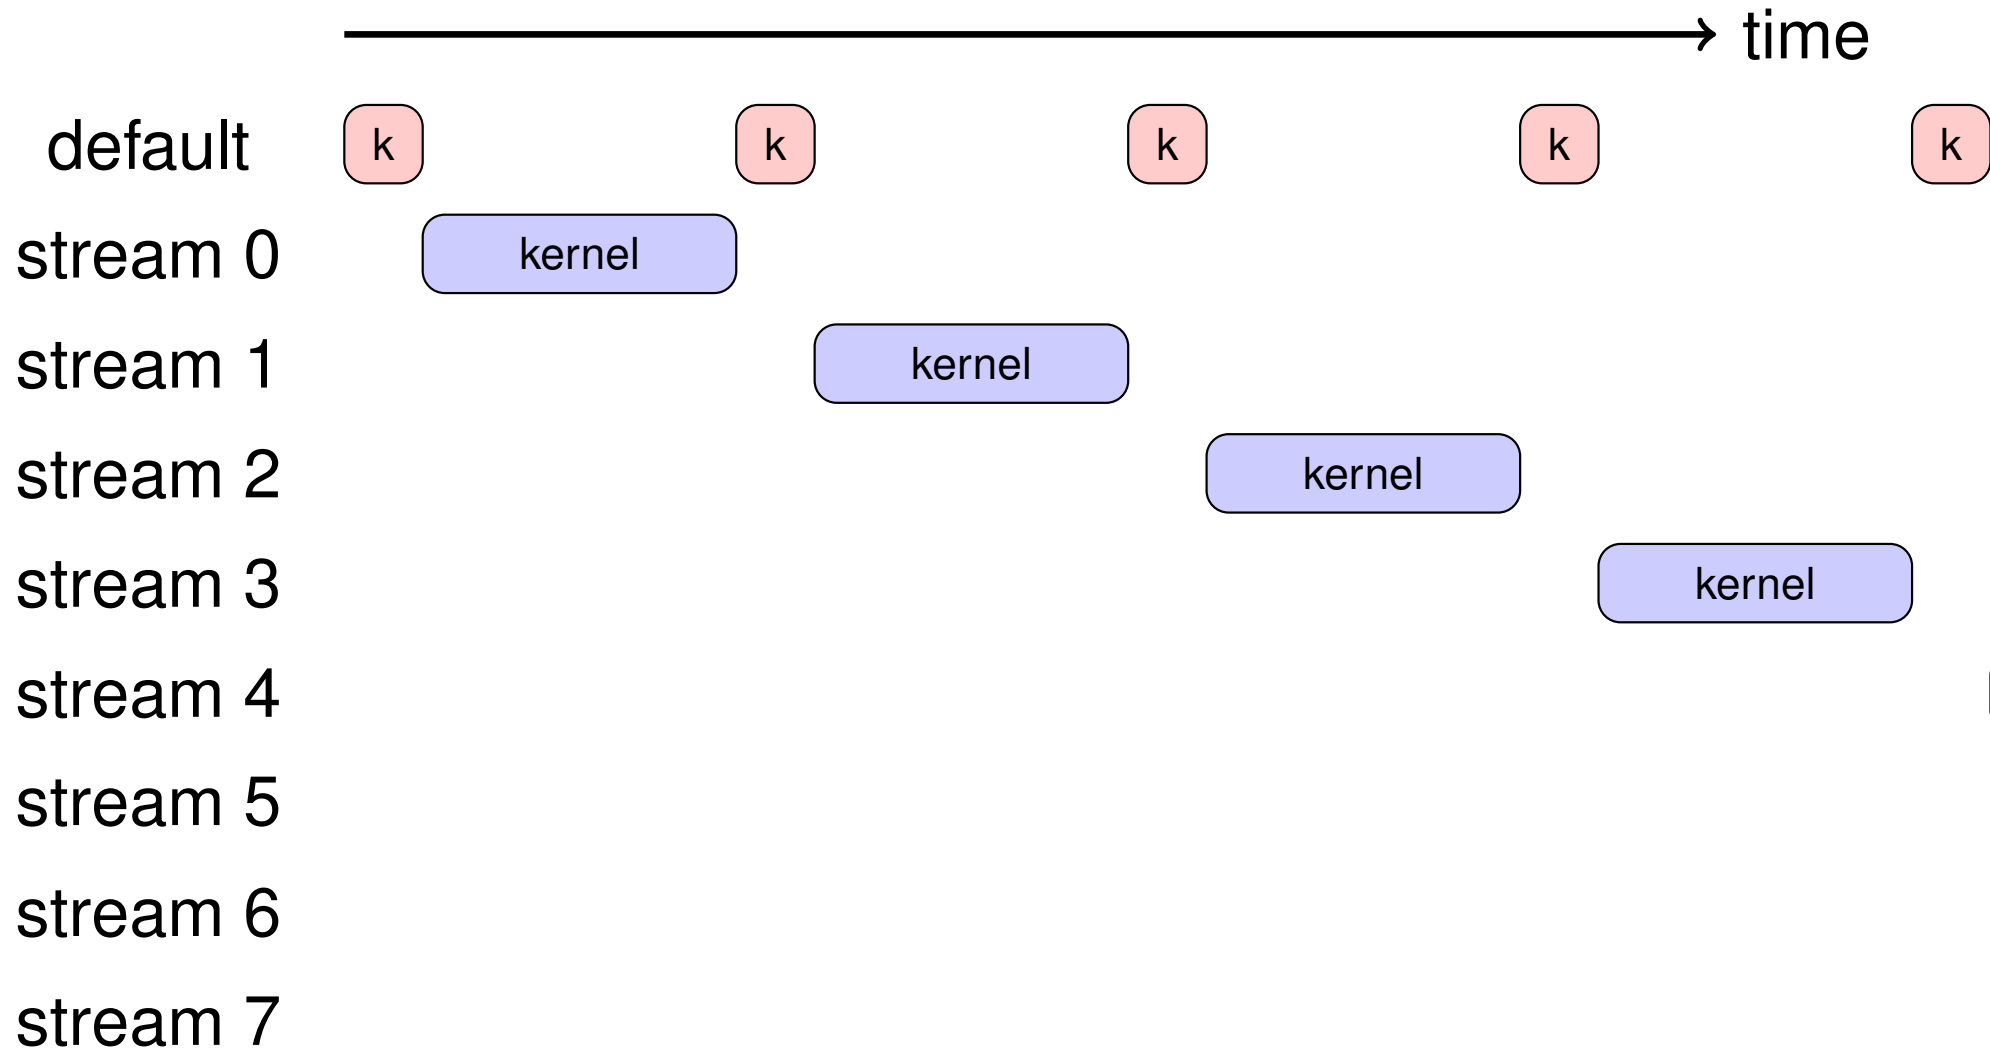 time
default k k k k k
stream 0 kernel
stream 1 kernel
stream 2 kernel
stream 3 kernel
stream 4
stream 5
stream 6
stream 7